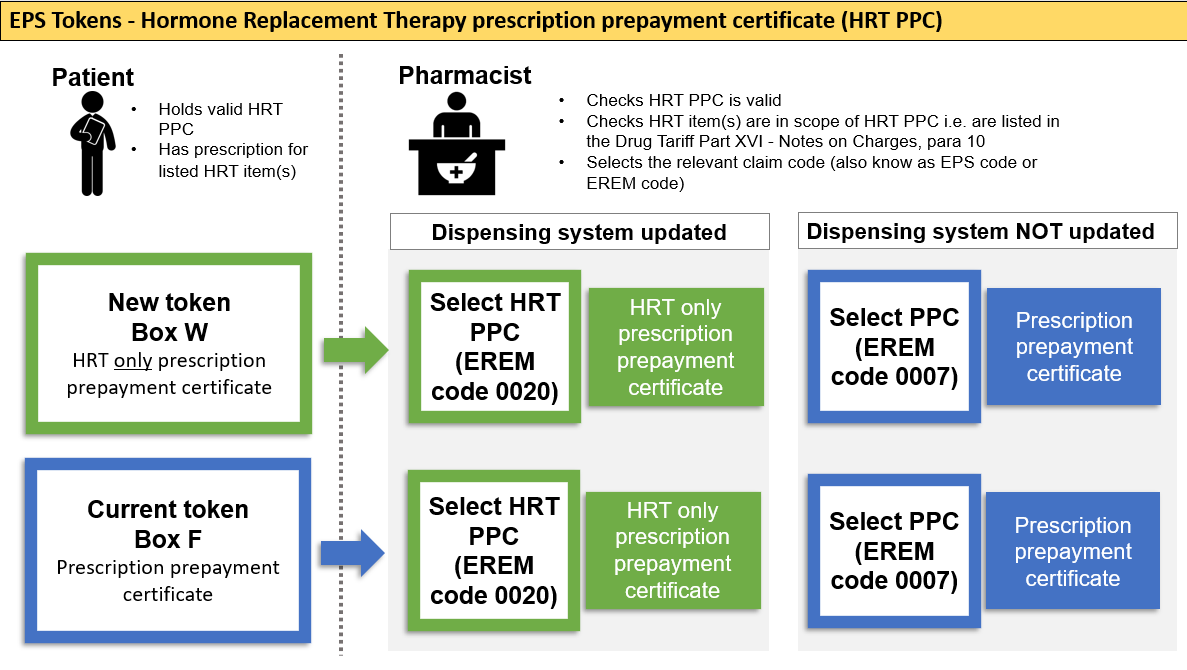 EPS Tokens - Hormone Replacement Therapy prescription prepayment certificate (HRT PPC)
Patient
• Holds valid HRT
PPC
• Has prescription for
listed HRT item(s)
Pharmacist
• Checks HRT PPC is valid
• Checks HRT item(s) are in scope of HRT PPC i.e. are listed in
the Drug Tariff Part XVI - Notes on Charges, para 10
• Selects the relevant claim code (also know as EPS code or
EREM code)
Dispensing system updated
Dispensing system NOT updated
New token
Box W
HRT only prescription
prepayment certificate
Select HRT
PPC
(EREM
code 0020)
HRT only
prescription
prepayment
certificate
Select PPC
(EREM
code 0007)
Prescription
prepayment
certificate
Current token
Box F
Prescription prepayment
certificate
Select HRT
PPC
(EREM
code 0020)
HRT only
prescription
prepayment
certificate
Select PPC
(EREM
code 0007)
Prescription
prepayment
certificate